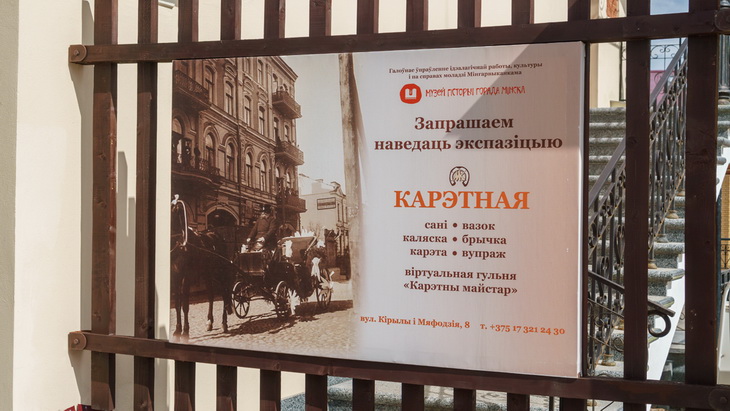 Галоўнае ўпраўленне ідэалагічнай работы, культуры
і па справах моладзі Мінгарвыканкама
МУЗЕЙ ГІСТОРЫІ ГОРАДА МІНСКА
Запрашаем
наведаць экспазіцыю
КАРЭТНАЯ
сані • вазок
каляска • брычка
карэта • вупраж
віртуальная гульня
«Карэтны майстар)
вул. Кірылы і Мяфодзія, 8 т. +375 17 321 24 30